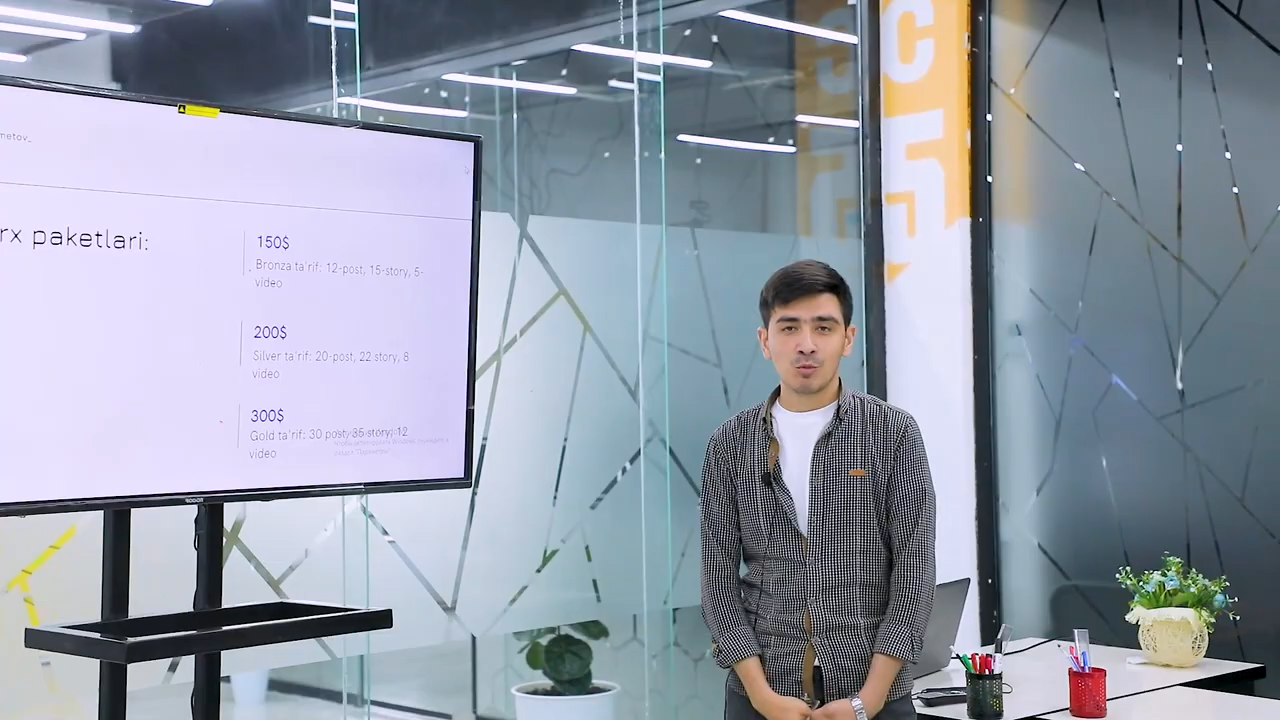 metov_
rx paketlari:
150$
Bronza ta'rif: 12-post, 15-story, 5-
video
200$
Silver ta'rif: 20-post, 22 story, 8
video
300$
Gold ta'rif: 30 post, 35 story, 12
video